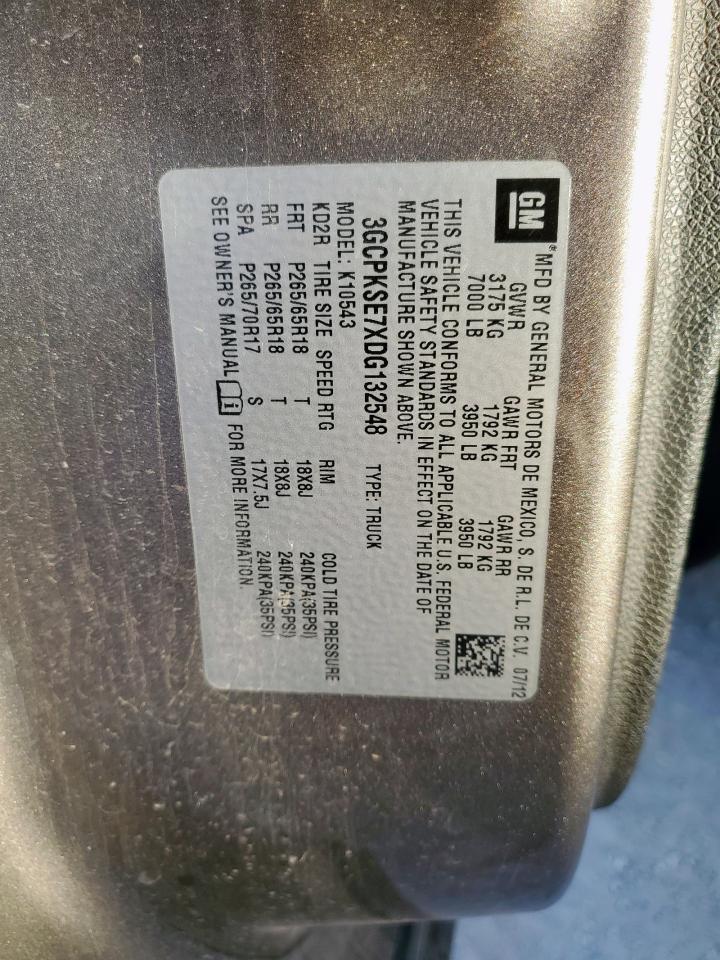 GM
MFD BY GENERAL MOTORS DE MEXICO, S. DE R.L. DE C.V. 07/12
GVWR GAWR FRT GAWR RR
3175 KG 1792 KG 1792 KG
7000 LB 3950 LB 3950 LB
THIS VEHICLE CONFORMS TO ALL APPLICABLE U.S. FEDERAL MOTOR
VEHICLE SAFETY STANDARDS IN EFFECT ON THE DATE OF
MANUFACTURE SHOWN ABOVE.
3GCPKSE7XDG132548 TYPE: TRUCK
MODEL: K10543
KD2R TIRE SIZE SPEED RTG RIM COLD TIRE PRESSURE
FRT P265/65R18 T 18X8J 240KPA(35PSI)
RR P265/65R18 T 18X8J 240KPA(35PSI)
SPA P265/70R17 S 17X7.5J 240KPA(35PSI)
SEE OWNER'S MANUAL FOR MORE INFORMATION.